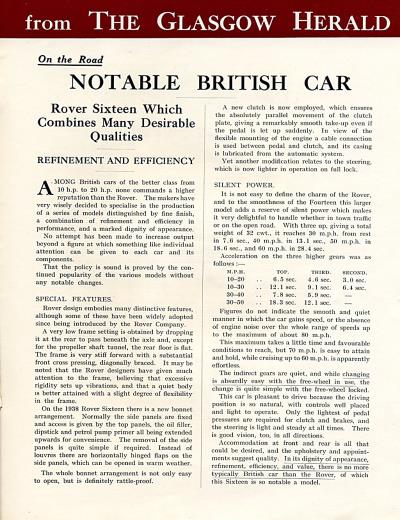 from THE GLASGOW HERALD
On the Road
NOTABLE BRITISH CAR
Rover Sixteen Which
Combines Many Desirable
Qualities
REFINEMENT AND EFFICIENCY
AMONG British cars of the better class from
10 h.p. to 20 h.p. none commands a higher
reputation than the Rover. The makers have
very wisely decided to specialise in the production
of a series of models distinguished by fine finish,
a combination of refinement and efficiency in
performance, and a marked dignity of appearance.
No attempt has been made to increase output
beyond a figure at which something like individual
attention can be given to each car and its
components.
That the policy is sound is proved by the con-
tinued popularity of the various models without
any notable changes.
SPECIAL FEATURES.
Rover design embodies many distinctive features,
although some of these have been widely adopted
since being introduced by the Rover Company.
A very low frame setting is obtained by dropping
it at the rear to pass beneath the axle and, except
for the propeller shaft tunnel, the rear floor is flat.
The frame is very stiff forward with a substantial
front cross pressing, diagonally braced. It may be
noted that the Rover designers have given much
attention to the frame, believing that excessive
rigidity sets up vibrations, and that a quiet body
is better attained with a slight degree of flexibility
in the frame.
On the 1938 Rover Sixteen there is a new bonnet
arrangement. Normally the side panels are fixed
and access is given by the top panels, the oil filler,
dipstick and petrol pump primer all being extended
upwards for convenience. The removal of the side
panels is quite simple if required. Instead of
louvres there are horizontally hinged flaps on the
side panels, which can be opened in warm weather.
The whole bonnet arrangement is not only easy
to open, but is definitely rattle-proof.
A new clutch is now employed, which ensures
the absolutely parallel movement of the clutch
plate, giving a remarkably smooth take-up even if
the pedal is let up suddenly. In view of the
flexible mounting of the engine a cable connection
is used between pedal and clutch, and its casing
is lubricated from the automatic system.
Yet another modification relates to the steering,
which is now lighter in operation on full lock.
SILENT POWER.
It is not easy to define the charm of the Rover,
and to the smoothness of the Fourteen this larger
model adds a reserve of silent power which makes
it very delightful to handle whether in town traffic
or on the open road. With three up, giving a total
weight of 32 cwt., it reaches 30 m.p.h. from rest
in 7.6 sec., 40 m.p.h. in 13.1 sec., 50 m.p.h. in
18.6 sec., and 60 m.p.h. in 28.4 sec.
Acceleration on the three higher gears was as
follows :—
M.P.H. TOP. THIRD. SECOND.
10–20 .. 6.5 sec. 4.6 sec. 3.0 sec.
10–30 .. 12.1 sec. 9.1 sec. 6.4 sec.
30–40 .. 7.8 sec. 5.9 sec. —
30–40 .. 18.3 sec. 12.1 sec. —
Figures do not indicate the smooth and quiet
manner in which the car gains speed, or the absence
of engine noise over the whole range of speeds up
to the maximum of about 80 m.p.h.
This maximum takes a little time and favourable
conditions to reach, but 70 m.p.h. is easy to attain
and hold, while cruising up to 60 m.p.h. is apparently
effortless.
The indirect gears are quiet, and while changing
is absurdly easy with the free-wheel in use, the
change is quite simple with the free-wheel locked.
This car is pleasant to drive because the driving
position is so natural, with controls well placed
and light to operate. Only the lightest of pedal
pressures are required for clutch and brakes, and
the steering is light and steady at all times. There
is good vision, too, in all directions.
Accommodation at front and rear is all that
could be desired, and the upholstery and appoint-
ments suggest quality. In its dignity of appearance,
refinement, efficiency, and value, there is no more
typically British car than the Rover, of which
this Sixteen is so notable a model.